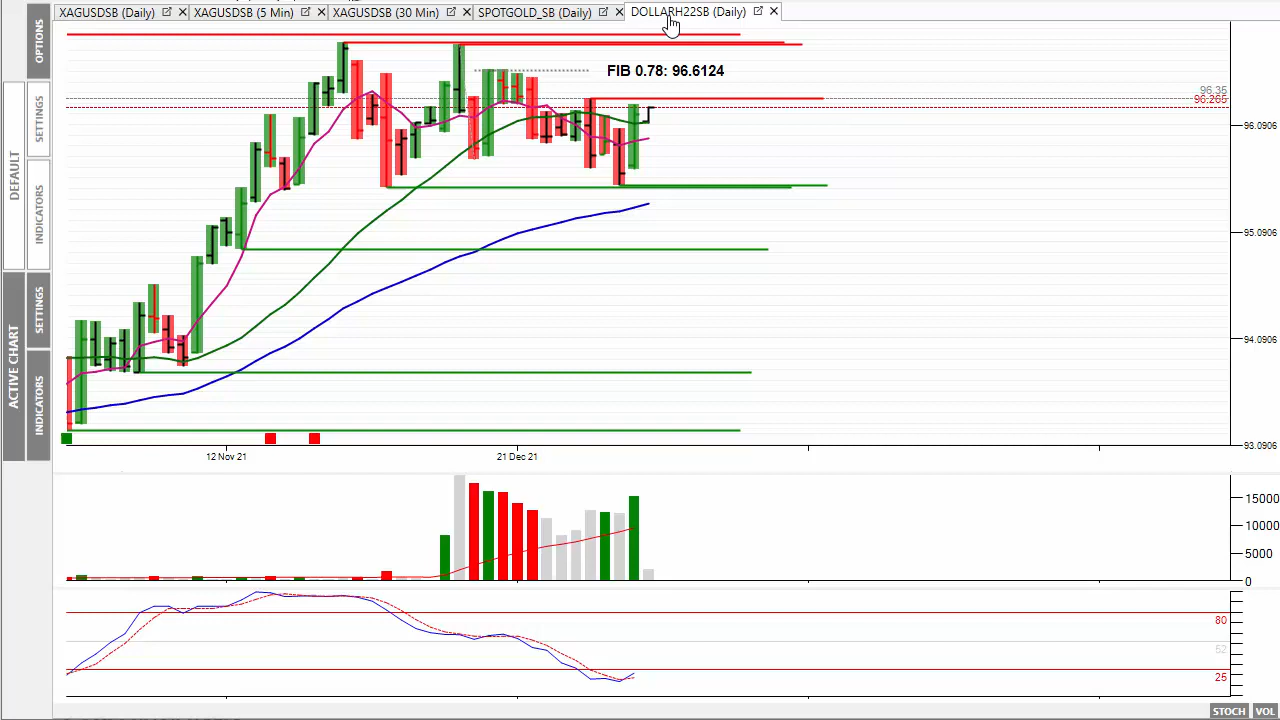 XAGUSDSB (Daily)
XAGUSDSB (5 Min)
XAGUSDSB (30 Min)
SPOTGOLD_SB (Daily)
DOLLARH22SB (Daily)
OPTIONS
SETTINGS
DEFAULT
INDICATORS
SETTINGS
ACTIVE CHART
INDICATORS
FIB 0.78: 96.6124
96.35
96.265
96.0906
95.0906
94.0906
93.0906
12 Nov 21
21 Dec 21
15000
10000
5000
0
80
52
25
STOCH
VOL